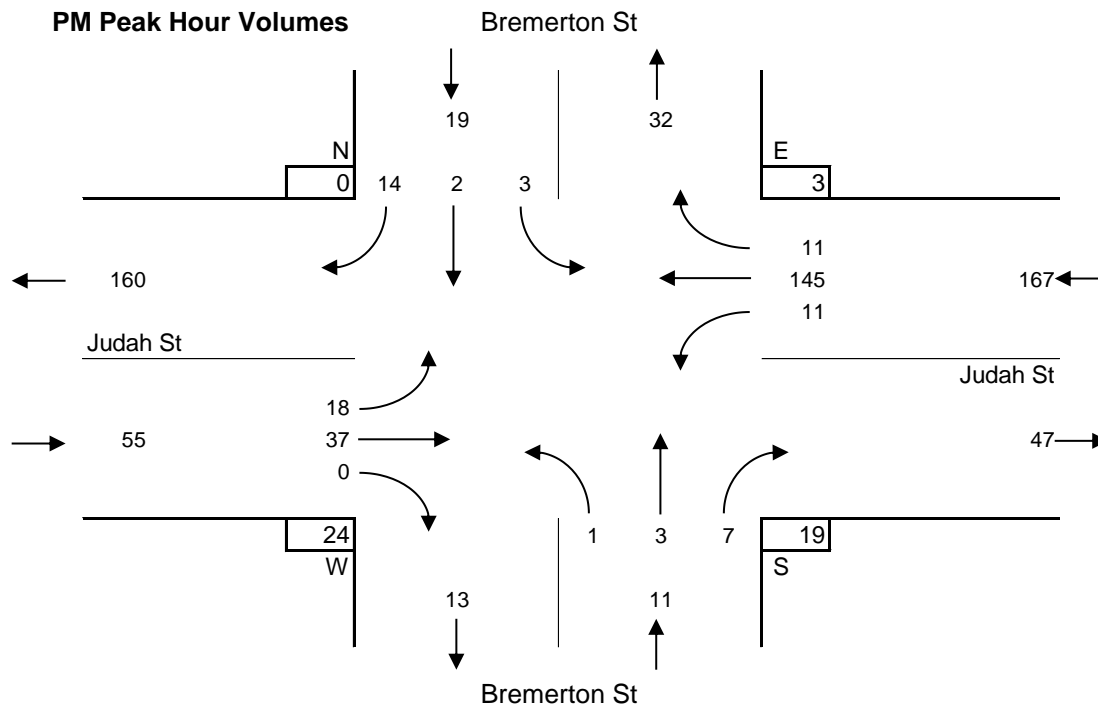 PM Peak Hour Volumes Bremerton St
19 32
N E
0 14 2 3 3
11
160 145 167
11
Judah St
Judah St
18
55 37 47
0
24 1 3 7 19
W S
13 11
Bremerton St